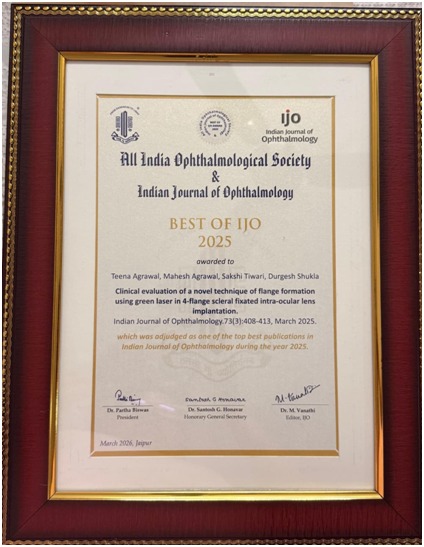 ijo
Indian Journal of
Ophthalmology
All India Ophthalmological Society
&
Indian Journal of Ophthalmology
BEST OF IJO
2025
awarded to
Teena Agrawal, Mahesh Agrawal, Sakshi Tiwari, Durgesh Shukla
Clinical evaluation of a novel technique of flange formation
using green laser in 4-flange scleral fixated intra-ocular lens
implantation.
Indian Journal of Ophthalmology.73(3):408-413, March 2025.
which was adjudged as one of the top best publications in
Indian Journal of Ophthalmology during the year 2025.
Santosh G Honavar
M. Vanathi
Dr. Partha Biswas
President
Dr. Santosh G. Honavar
Honorary General Secretary
Dr. M. Vanathi
Editor, IJO
March 2026, Jaipur